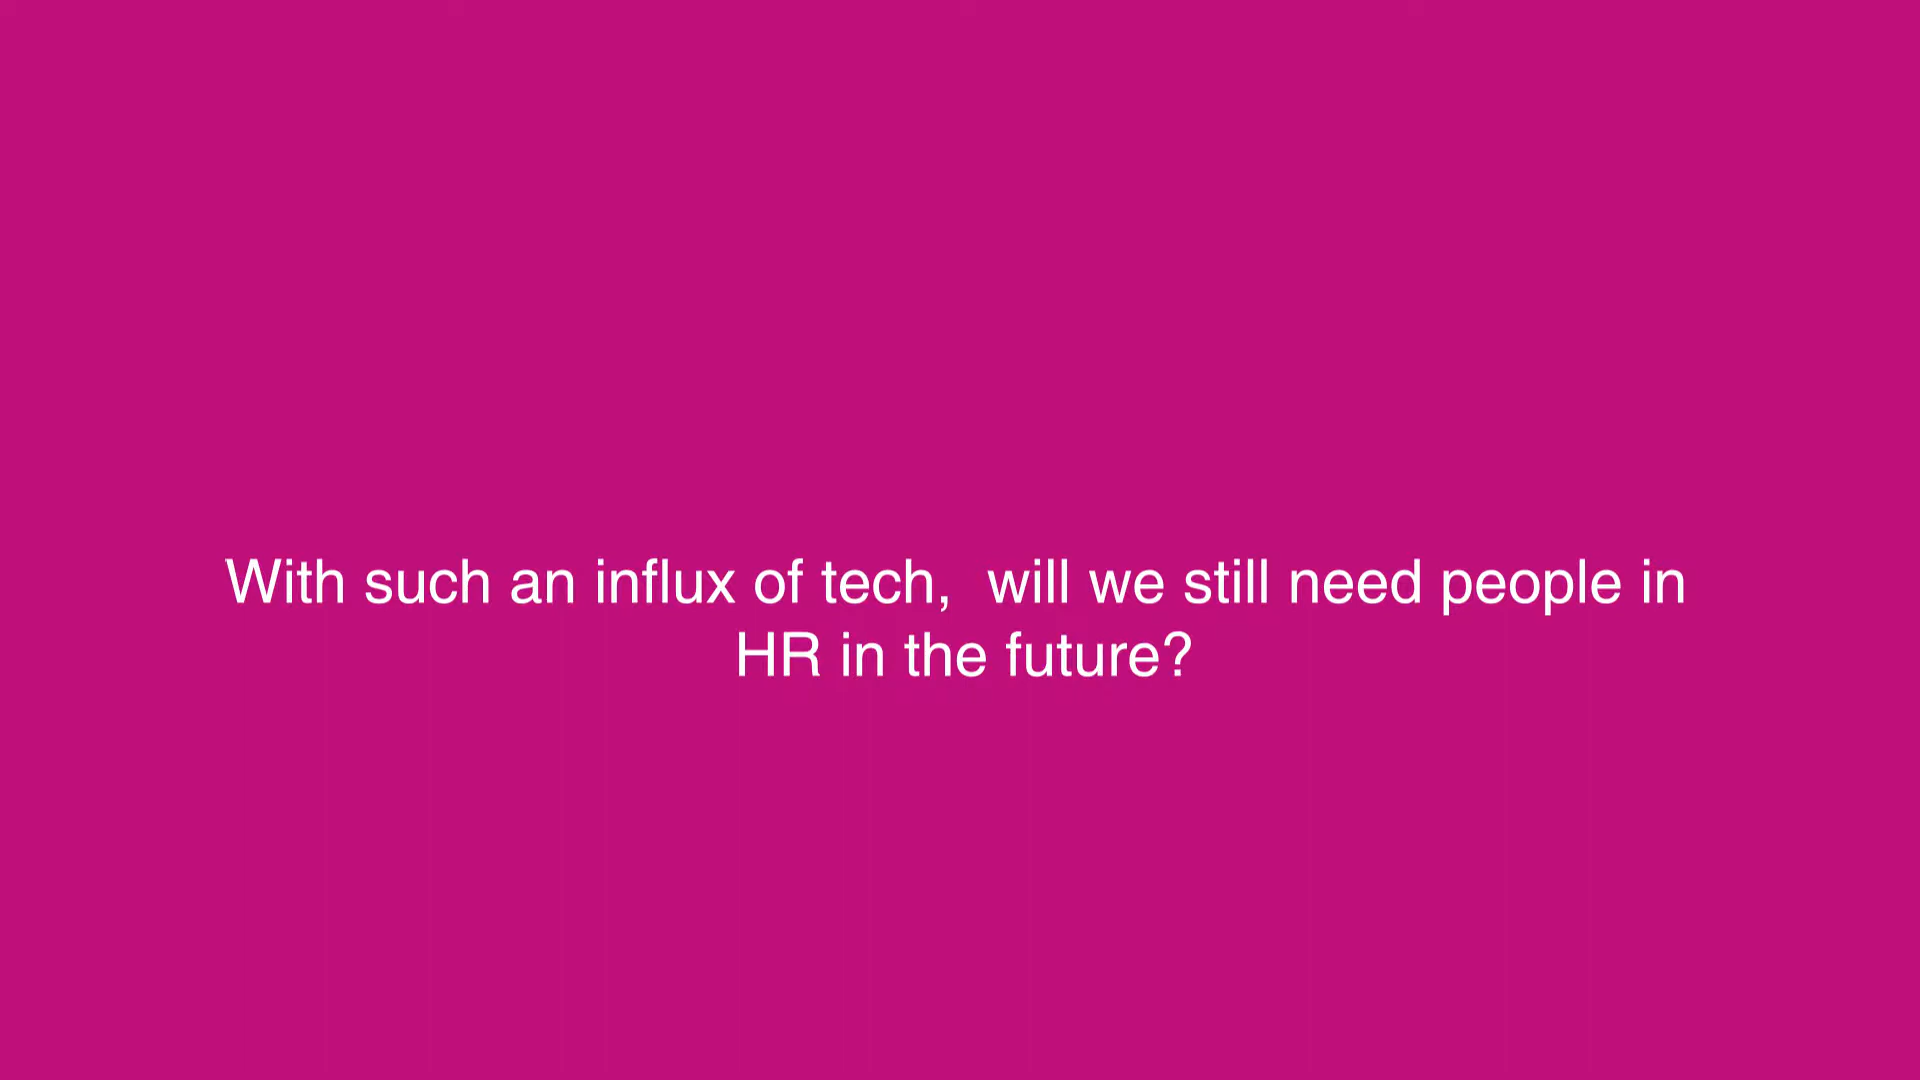 With such an influx of tech,  will we still need people in
HR in the future?